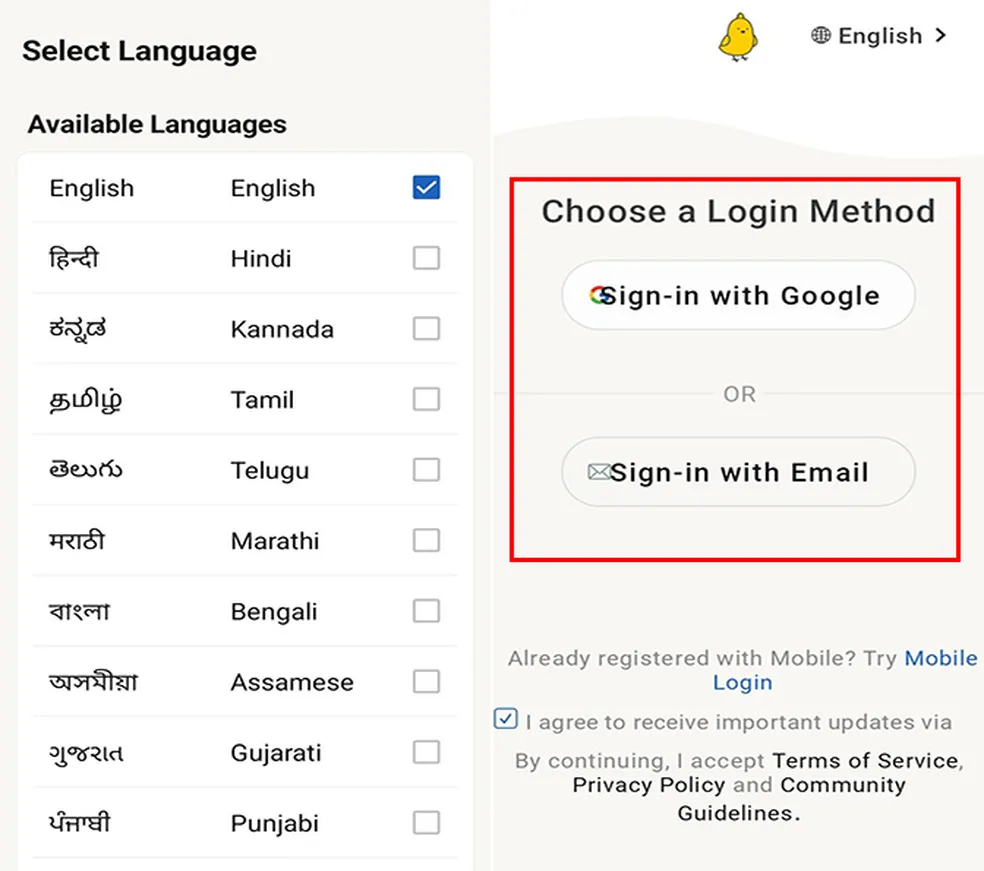 Select Language
Available Languages
English English
हिन्दी Hindi
ಕನ್ನಡ Kannada
தமிழ் Tamil
తెలుగు Telugu
मराठी Marathi
বাংলা Bengali
অসমীয়া Assamese
ગુજરાત Gujarati
ਪੰਜਾਬੀ Punjabi
English
Choose a Login Method
Sign-in with Google
OR
Sign-in with Email
Already registered with Mobile? Try Mobile
Login
I agree to receive important updates via
By continuing, I accept Terms of Service,
Privacy Policy and Community
Guidelines.